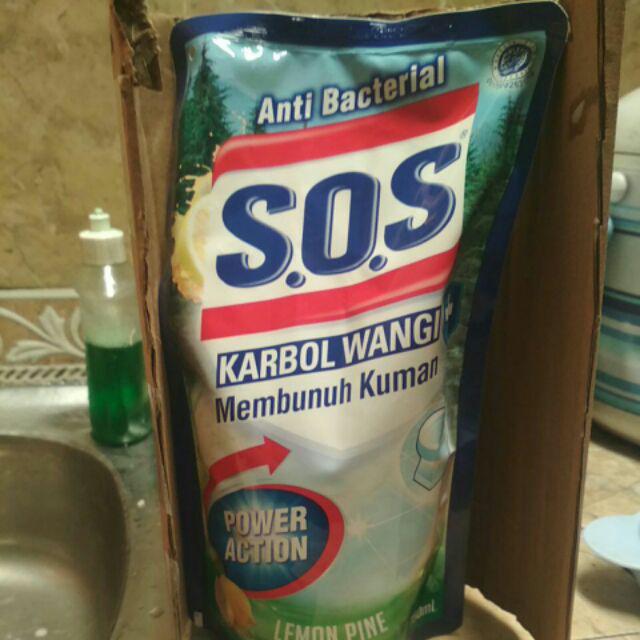 Anti Bacterial
S.O.S®
KARBOL WANGI
Membunuh Kuman
POWER
ACTION
LEMON PINE